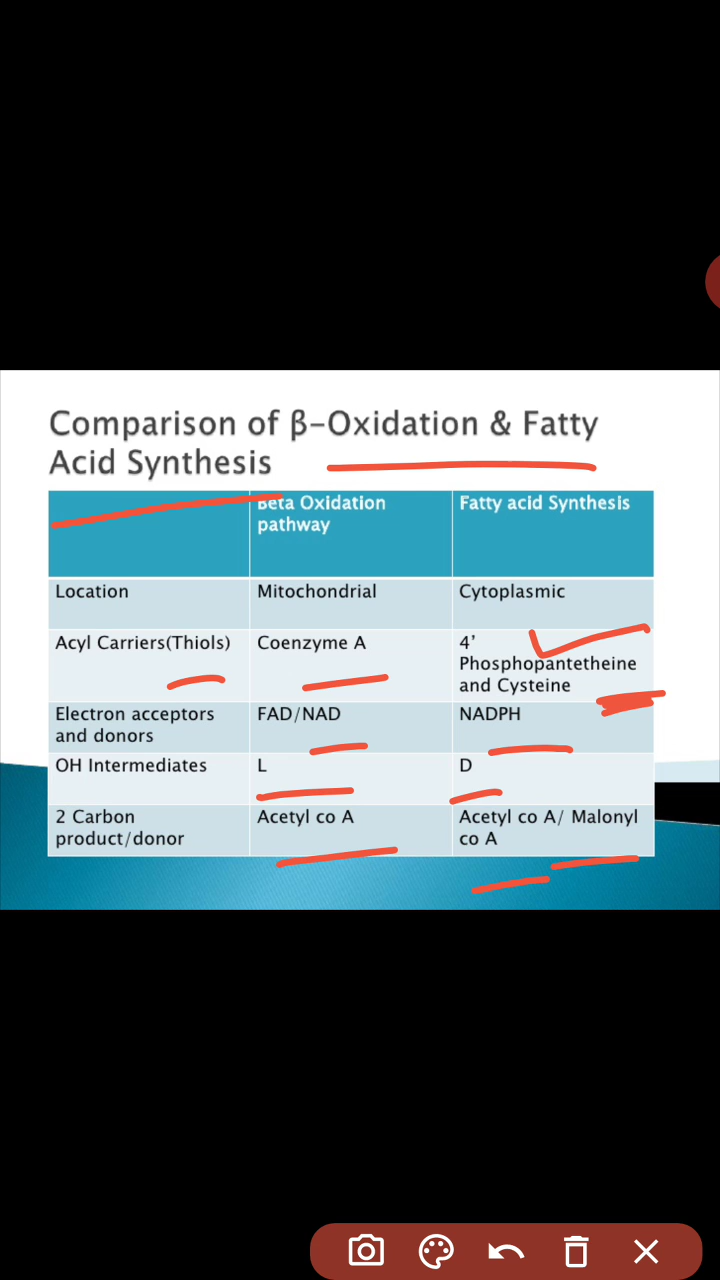 Comparison of β-Oxidation & Fatty
Acid Synthesis
Beta Oxidation
pathway
Fatty acid Synthesis
Location
Mitochondrial
Cytoplasmic
Acyl Carriers(Thiols)
Coenzyme A
4'
Phosphopantetheine
and Cysteine
Electron acceptors
and donors
FAD/NAD
NADPH
OH Intermediates
L
D
2 Carbon
product/donor
Acetyl co A
Acetyl co A/ Malonyl
co A